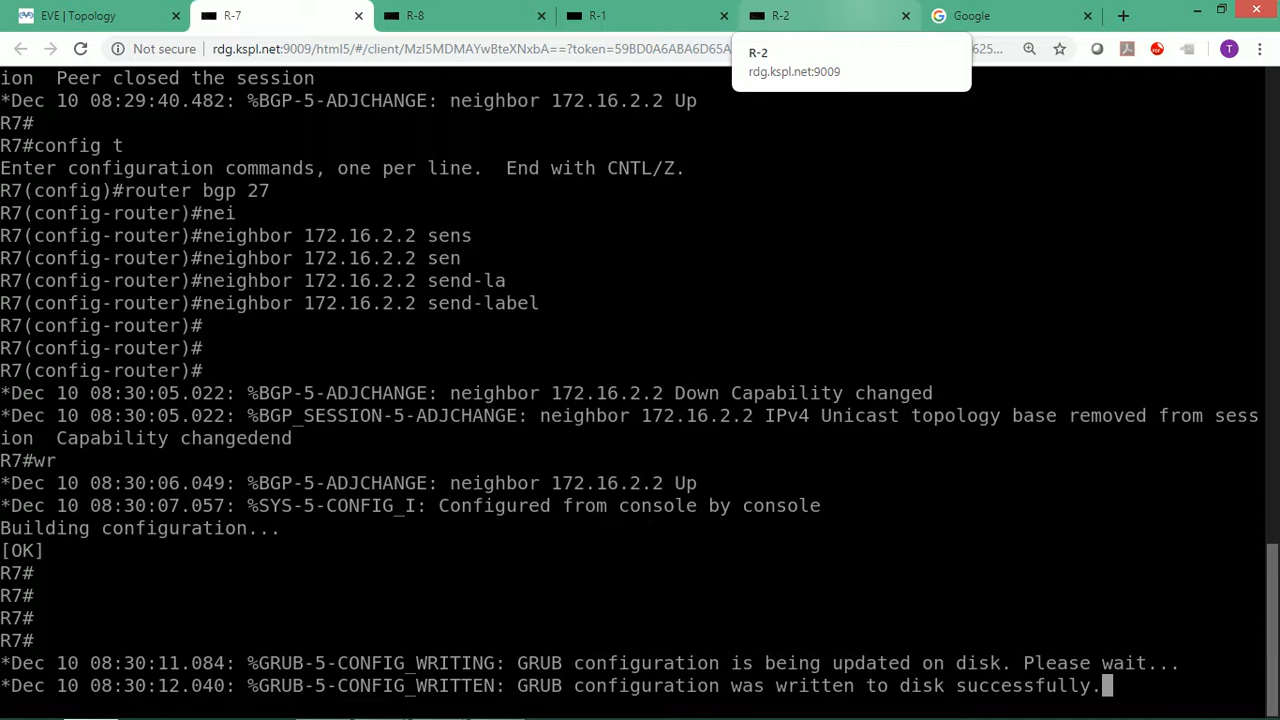 EVE | Topology
R-7
R-8
R-1
R-2
Google
Not secure rdg.kspl.net:9009/html5/#/client/MzI5MDMAYwBteXNxbA==?token=59BD0A6ABA6D65A 625...
T
R-2
rdg.kspl.net:9009
ion  Peer closed the session
*Dec 10 08:29:40.482: %BGP-5-ADJCHANGE: neighbor 172.16.2.2 Up
R7#
R7#config t
Enter configuration commands, one per line.  End with CNTL/Z.
R7(config)#router bgp 27
R7(config-router)#nei
R7(config-router)#neighbor 172.16.2.2 sens
R7(config-router)#neighbor 172.16.2.2 sen
R7(config-router)#neighbor 172.16.2.2 send-la
R7(config-router)#neighbor 172.16.2.2 send-label
R7(config-router)#
R7(config-router)#
R7(config-router)#
*Dec 10 08:30:05.022: %BGP-5-ADJCHANGE: neighbor 172.16.2.2 Down Capability changed
*Dec 10 08:30:05.022: %BGP_SESSION-5-ADJCHANGE: neighbor 172.16.2.2 IPv4 Unicast topology base removed from sess
ion  Capability changedend
R7#wr
*Dec 10 08:30:06.049: %BGP-5-ADJCHANGE: neighbor 172.16.2.2 Up
*Dec 10 08:30:07.057: %SYS-5-CONFIG_I: Configured from console by console
Building configuration...
[OK]
R7#
R7#
R7#
R7#
*Dec 10 08:30:11.084: %GRUB-5-CONFIG_WRITING: GRUB configuration is being updated on disk. Please wait...
*Dec 10 08:30:12.040: %GRUB-5-CONFIG_WRITTEN: GRUB configuration was written to disk successfully.